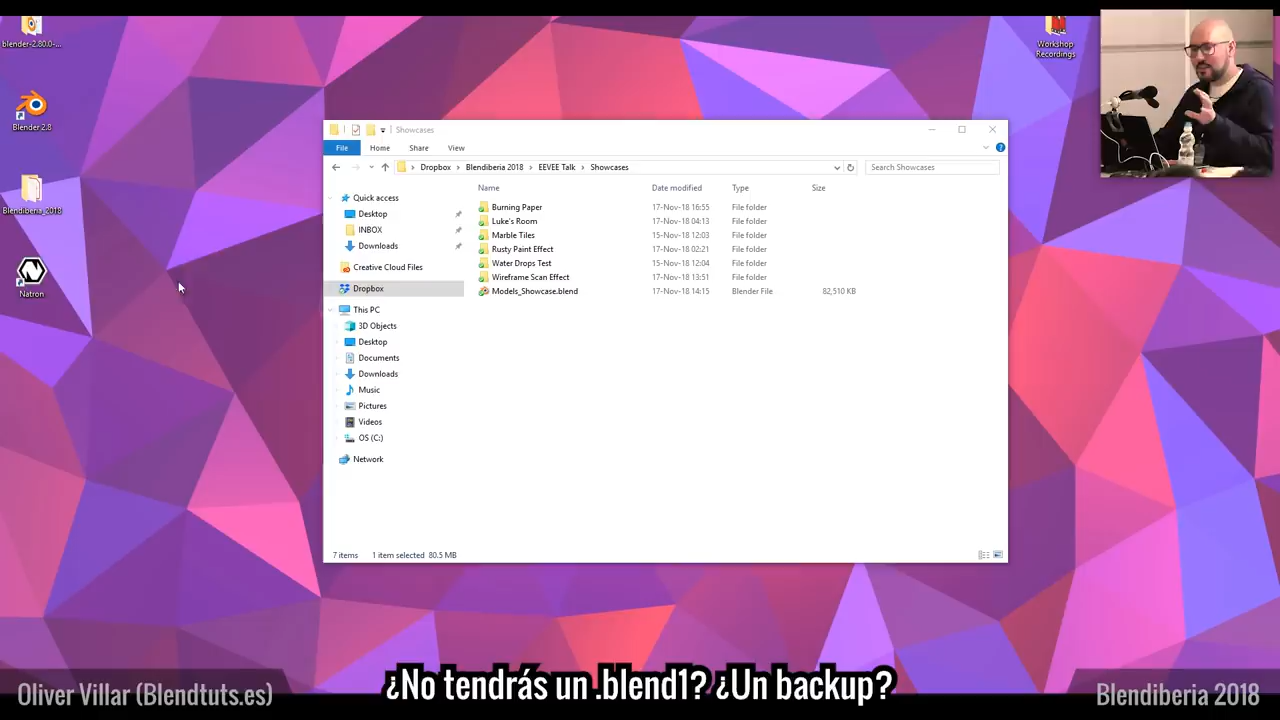 blender-2.80.0-...
Blender 2.8
Blendiberia_2018
Natron
Workshop
Recordings
Showcases
File
Home
Share
View
Dropbox
Blendiberia 2018
EEVEE Talk
Showcases
Search Showcases
Quick access
Desktop
INBOX
Downloads
Creative Cloud Files
Dropbox
This PC
3D Objects
Desktop
Documents
Downloads
Music
Pictures
Videos
OS (C:)
Network
Name Date modified Type Size
Burning Paper 17-Nov-18 16:55 File folder
Luke's Room 17-Nov-18 04:13 File folder
Marble Tiles 15-Nov-18 12:03 File folder
Rusty Paint Effect 17-Nov-18 02:21 File folder
Water Drops Test 15-Nov-18 12:04 File folder
Wireframe Scan Effect 17-Nov-18 13:51 File folder
Models_Showcase.blend 17-Nov-18 14:15 Blender File 82,510 KB
7 items 1 item selected 80.5 MB
¿No tendrás un .blend1? ¿Un backup?
Oliver Villar (Blendtuts.es)
Blendiberia 2018